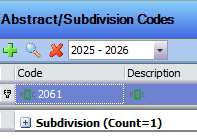 Abstract/Subdivision Codes
2025 - 2026
Code Description
2061
Subdivision (Count=1)